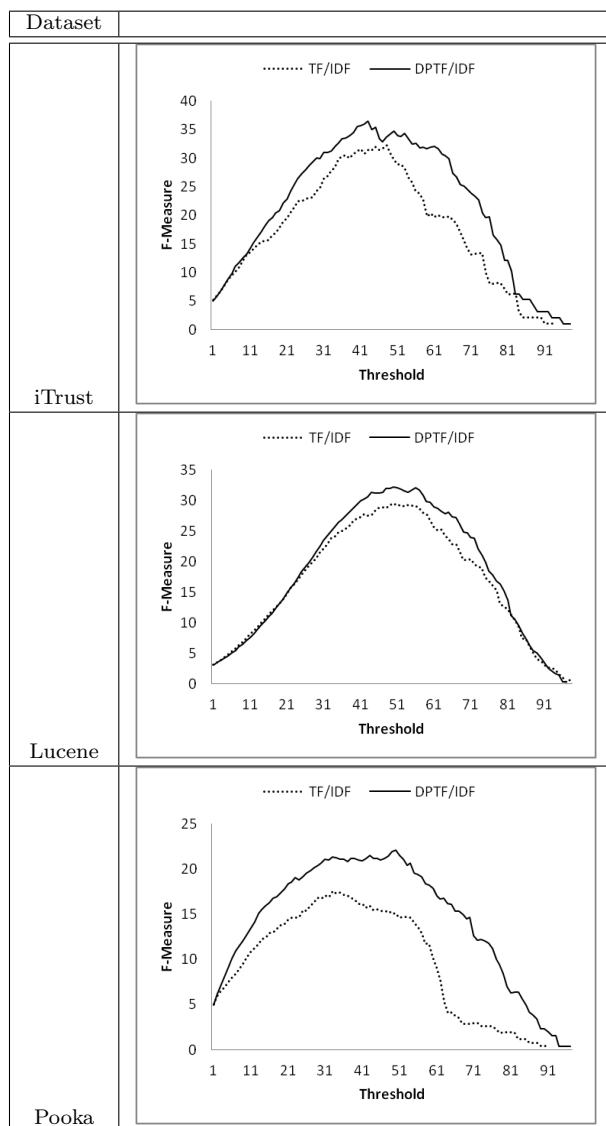 Dataset
TF/IDF DPTF/IDF
40
35
30
25
20
15
10
5
0
F-Measure
1 11 21 31 41 51 61 71 81 91
Threshold
iTrust
TF/IDF DPTF/IDF
35
30
25
20
15
10
5
0
F-Measure
1 11 21 31 41 51 61 71 81 91
Threshold
Lucene
TF/IDF DPTF/IDF
25
20
15
10
5
0
F-Measure
1 11 21 31 41 51 61 71 81 91
Threshold
Pooka